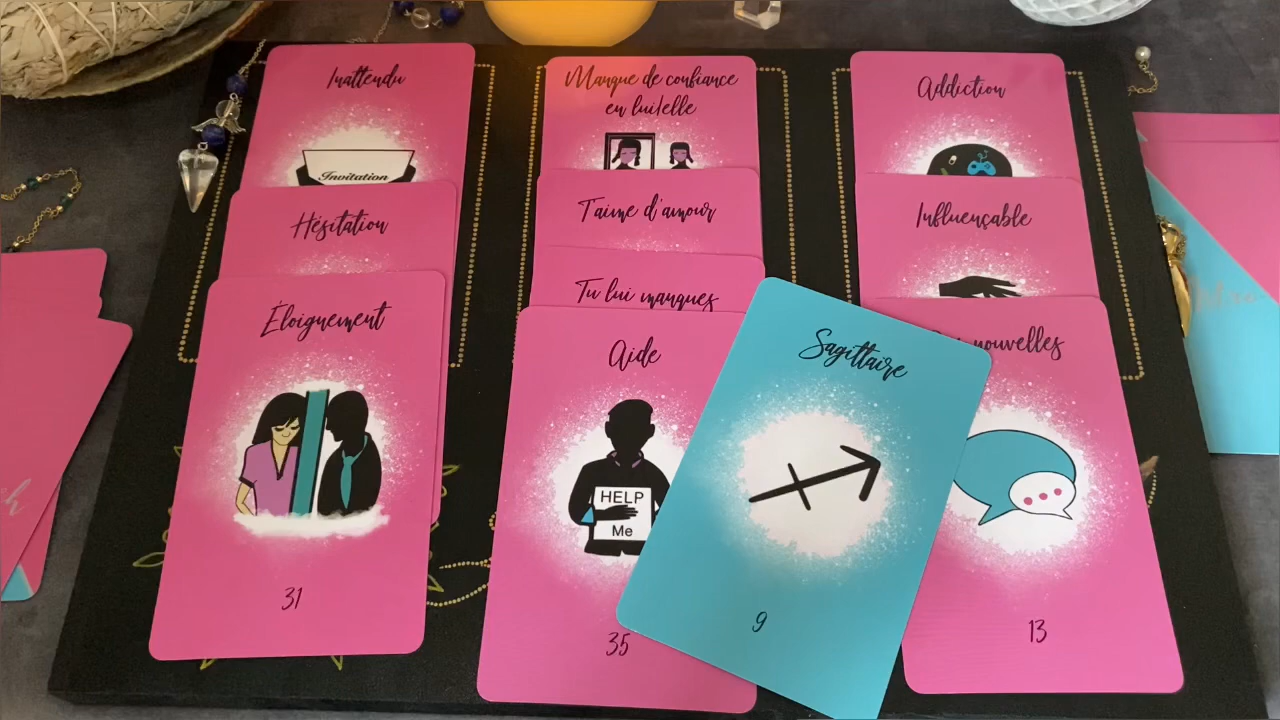 Inattendu
Invitation
Hésitation
Éloignement
31
Manque de confiance
en lui/elle
T'aime d'amour
Tu lui manques
Aide
HELP
Me
35
Sagittaire
9
Addiction
Influençable
nouvelles
13